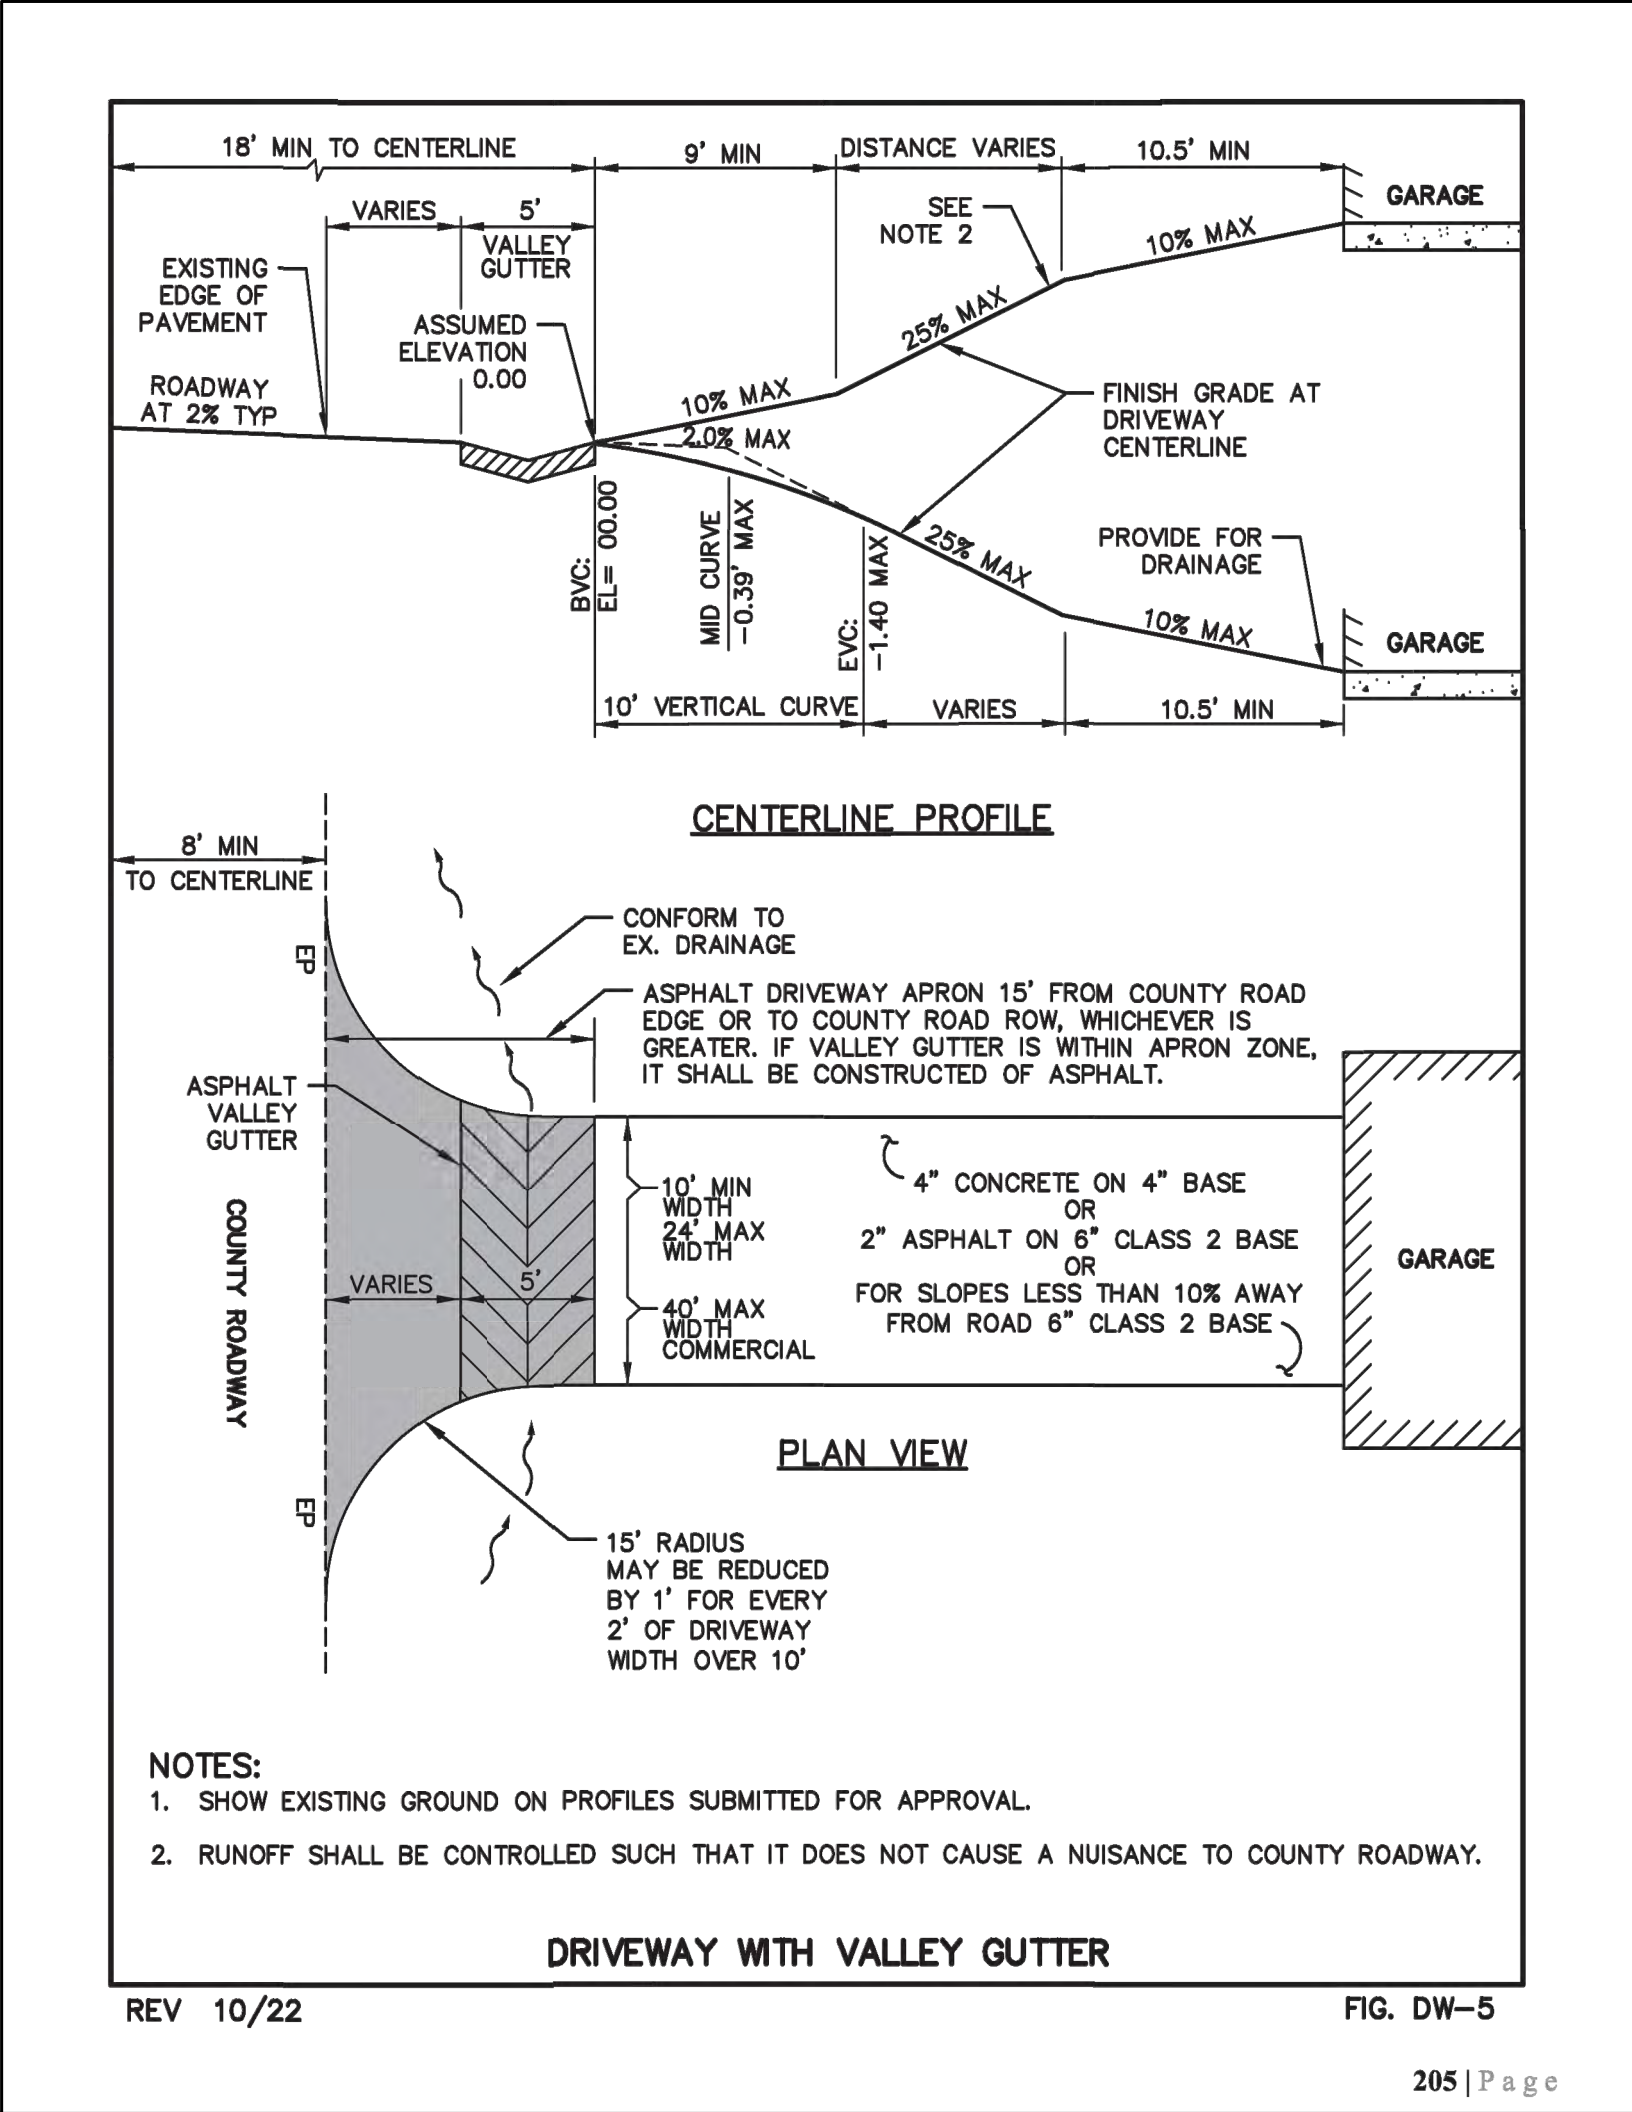 18' MIN TO CENTERLINE
9' MIN
DISTANCE VARIES
10.5' MIN
GARAGE
VARIES
5'
VALLEY
GUTTER
SEE
NOTE 2
10% MAX
EXISTING
EDGE OF
PAVEMENT
ASSUMED
ELEVATION
0.00
25% MAX
ROADWAY
AT 2% TYP
10% MAX
2.0% MAX
FINISH GRADE AT
DRIVEWAY
CENTERLINE
BVC:
EL= 00.00
MID CURVE
-0.39' MAX
EVC:
-1.40 MAX
25% MAX
PROVIDE FOR
DRAINAGE
10% MAX
GARAGE
10' VERTICAL CURVE
VARIES
10.5' MIN
CENTERLINE PROFILE
8' MIN
TO CENTERLINE
EP
CONFORM TO
EX. DRAINAGE
ASPHALT DRIVEWAY APRON 15' FROM COUNTY ROAD
EDGE OR TO COUNTY ROAD ROW, WHICHEVER IS
GREATER. IF VALLEY GUTTER IS WITHIN APRON ZONE,
IT SHALL BE CONSTRUCTED OF ASPHALT.
ASPHALT
VALLEY
GUTTER
COUNTY ROADWAY
VARIES
5'
10' MIN
WIDTH
24' MAX
WIDTH
40' MAX
WIDTH
COMMERCIAL
4" CONCRETE ON 4" BASE
OR
2" ASPHALT ON 6" CLASS 2 BASE
OR
FOR SLOPES LESS THAN 10% AWAY
FROM ROAD 6" CLASS 2 BASE
GARAGE
PLAN VIEW
EP
15' RADIUS
MAY BE REDUCED
BY 1' FOR EVERY
2' OF DRIVEWAY
WIDTH OVER 10'
NOTES:
1. SHOW EXISTING GROUND ON PROFILES SUBMITTED FOR APPROVAL.
2. RUNOFF SHALL BE CONTROLLED SUCH THAT IT DOES NOT CAUSE A NUISANCE TO COUNTY ROADWAY.
DRIVEWAY WITH VALLEY GUTTER
REV 10/22
FIG. DW-5
205 | Page